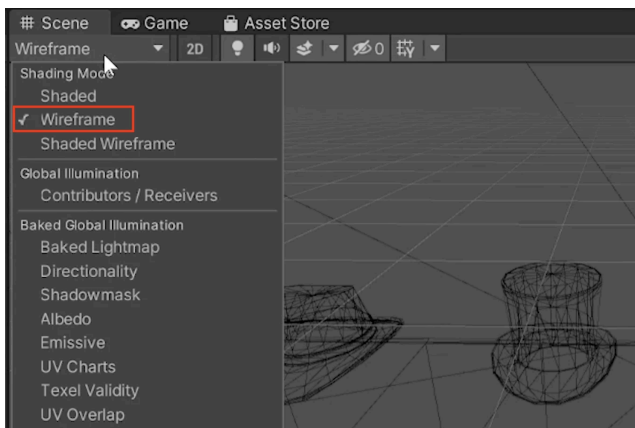 Scene Game Asset Store
Wireframe 2D 0
Shading Mode
Shaded
Wireframe
Shaded Wireframe
Global Illumination
Contributors / Receivers
Baked Global Illumination
Baked Lightmap
Directionality
Shadowmask
Albedo
Emissive
UV Charts
Texel Validity
UV Overlap